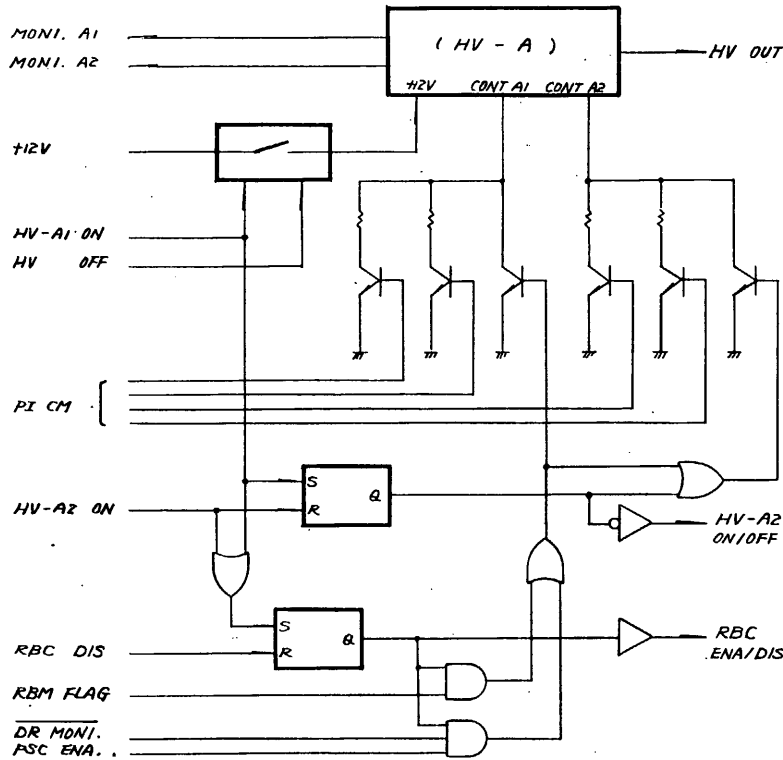 MONI. A1
MONI. A2
( HV - A )
+12V CONT A1 CONT A2
HV OUT
+12V
HV-A1 ON
HV OFF
PI CM
HV-A2 ON
S
R
Q
HV-A2
ON/OFF
S
R
Q
RBC DIS
RBC
ENA/DIS
RBM FLAG
DR MONI.
PSC ENA.